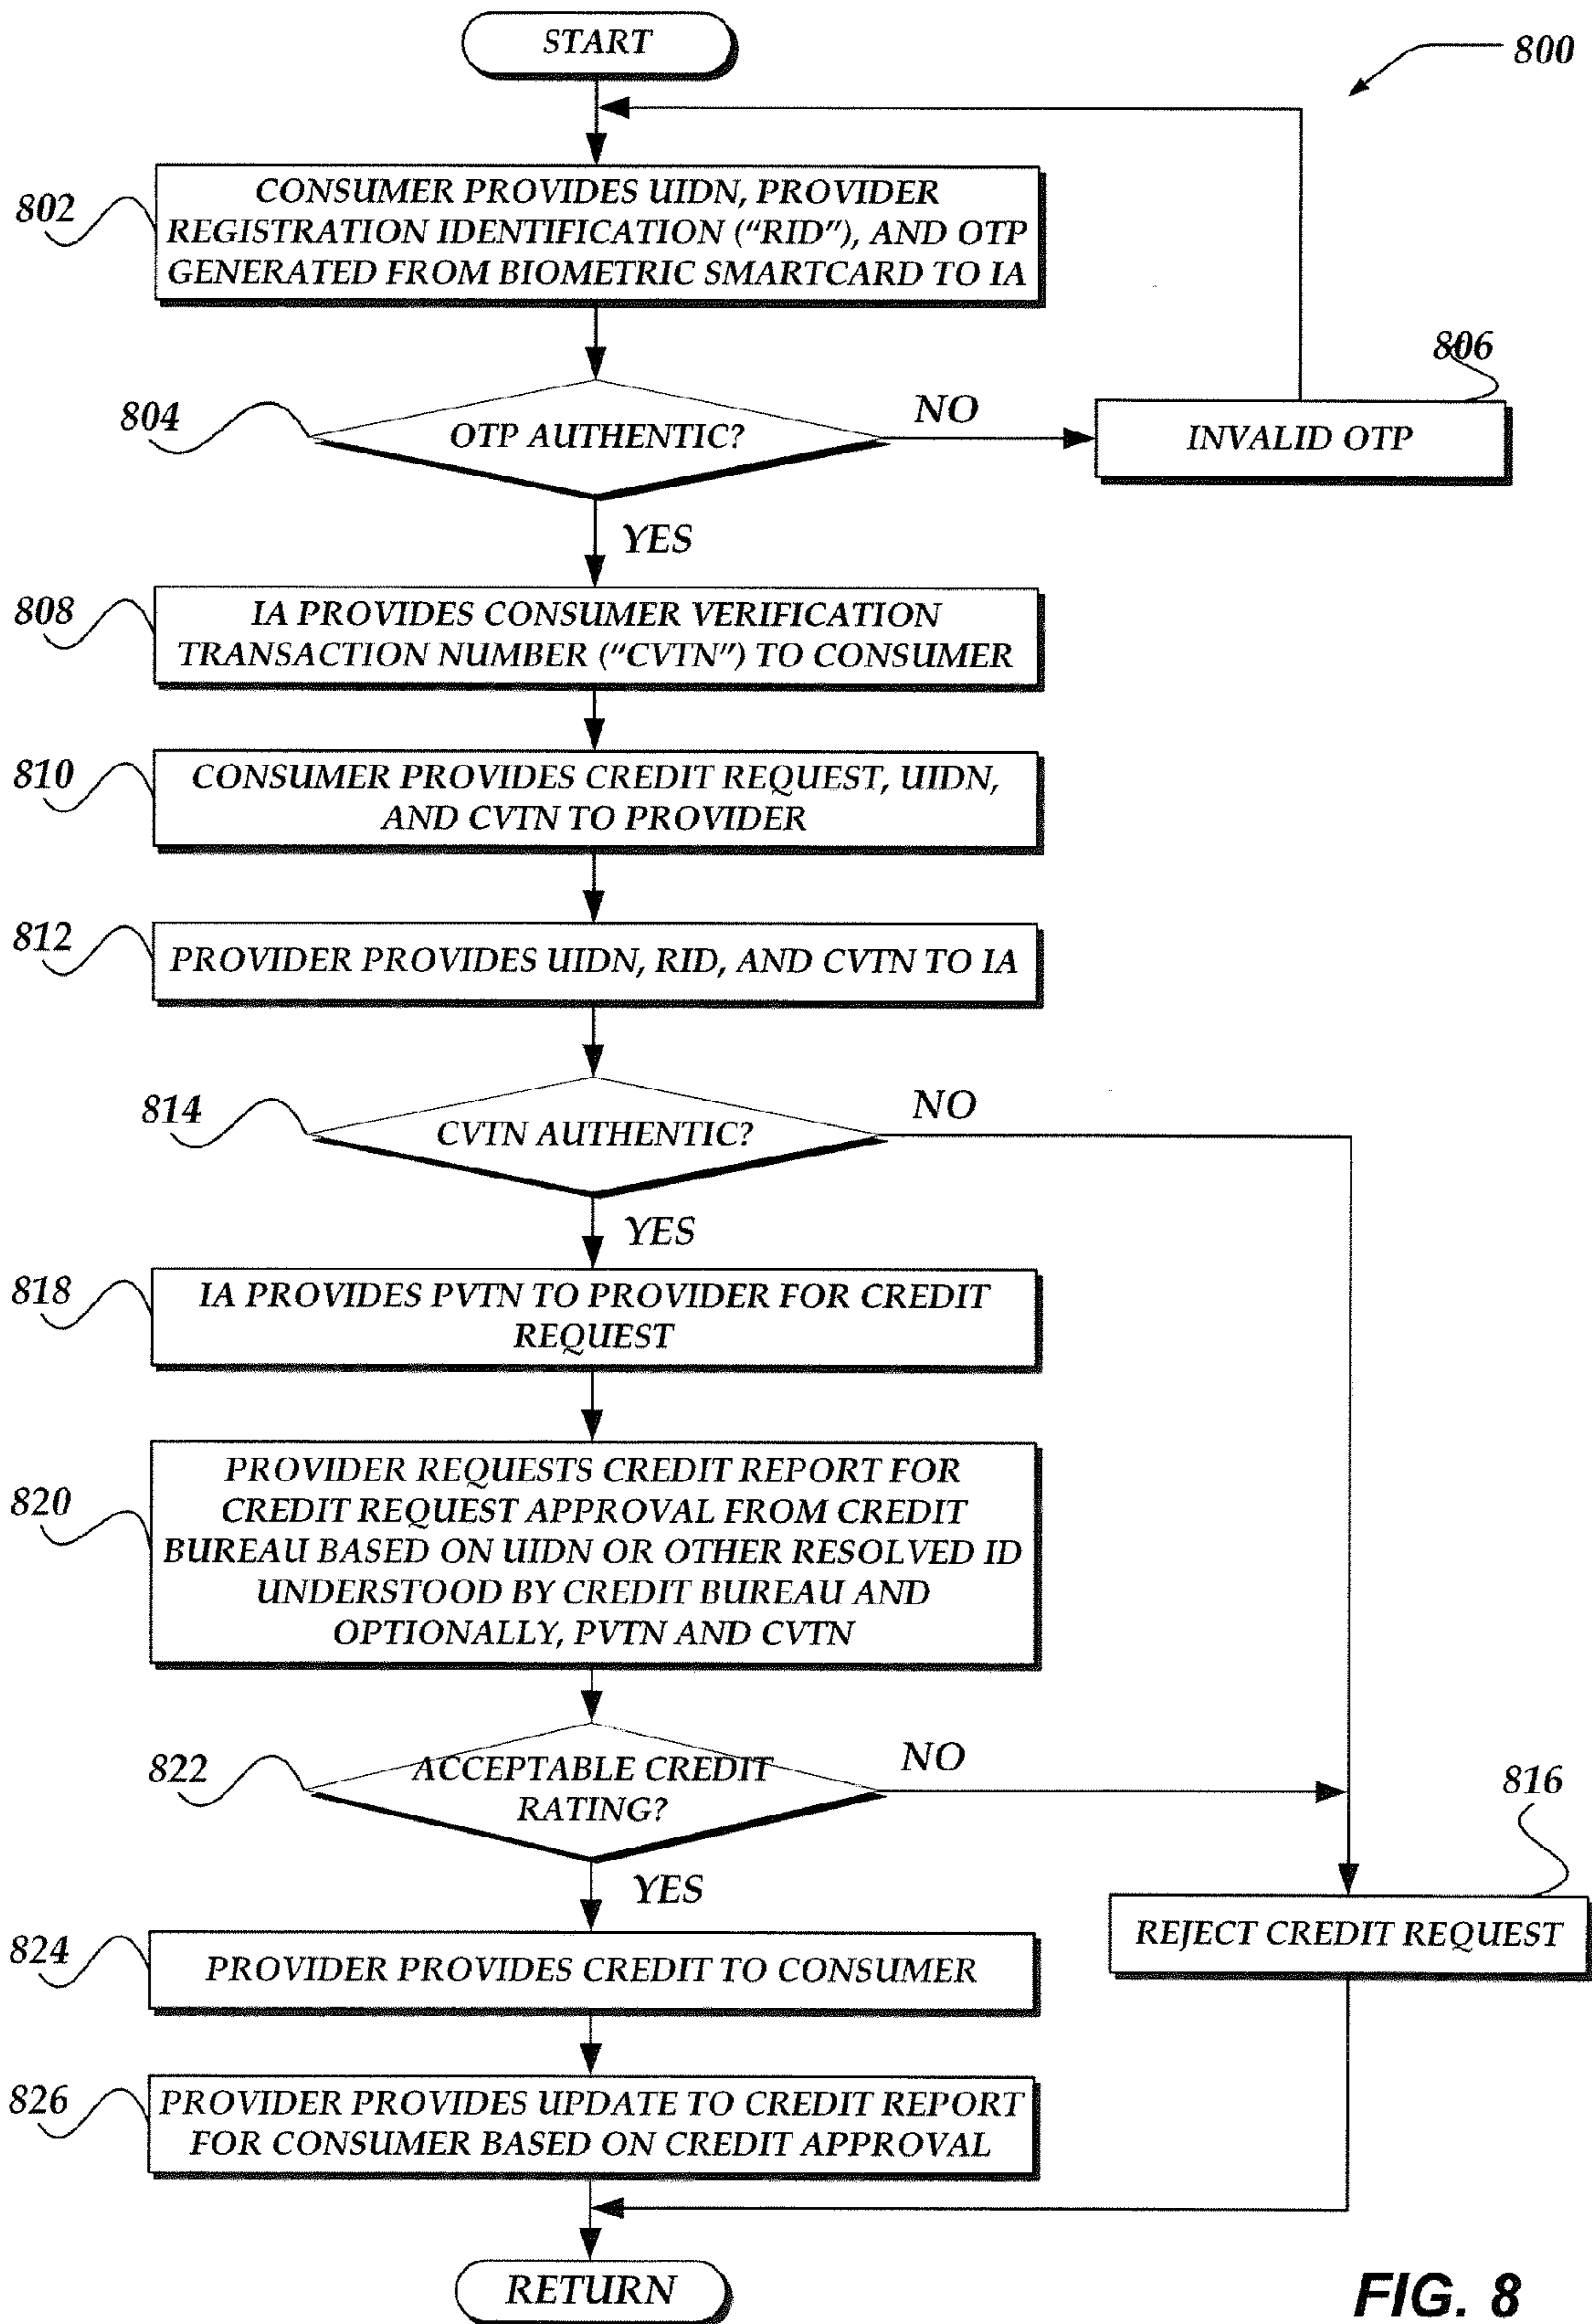 START
800
802
CONSUMER PROVIDES UIDN, PROVIDER
REGISTRATION IDENTIFICATION ("RID"), AND OTP
GENERATED FROM BIOMETRIC SMARTCARD TO IA
804
OTP AUTHENTIC?
NO
806
INVALID OTP
YES
808
IA PROVIDES CONSUMER VERIFICATION
TRANSACTION NUMBER ("CVTN") TO CONSUMER
810
CONSUMER PROVIDES CREDIT REQUEST, UIDN,
AND CVTN TO PROVIDER
812
PROVIDER PROVIDES UIDN, RID, AND CVTN TO IA
814
CVTN AUTHENTIC?
NO
YES
818
IA PROVIDES PVTN TO PROVIDER FOR CREDIT
REQUEST
820
PROVIDER REQUESTS CREDIT REPORT FOR
CREDIT REQUEST APPROVAL FROM CREDIT
BUREAU BASED ON UIDN OR OTHER RESOLVED ID
UNDERSTOOD BY CREDIT BUREAU AND
OPTIONALLY, PVTN AND CVTN
822
ACCEPTABLE CREDIT
RATING?
NO
816
REJECT CREDIT REQUEST
YES
824
PROVIDER PROVIDES CREDIT TO CONSUMER
826
PROVIDER PROVIDES UPDATE TO CREDIT REPORT
FOR CONSUMER BASED ON CREDIT APPROVAL
RETURN
FIG. 8